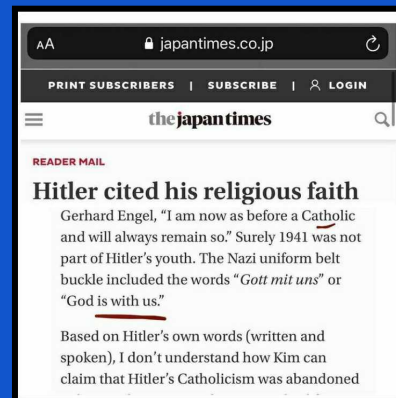 AA japantimes.co.jp
PRINT SUBSCRIBERS | SUBSCRIBE | LOGIN
the japan times
READER MAIL
Hitler cited his religious faith
Gerhard Engel, “I am now as before a Catholic
and will always remain so.” Surely 1941 was not
part of Hitler’s youth. The Nazi uniform belt
buckle included the words “Gott mit uns” or
“God is with us.”
Based on Hitler’s own words (written and
spoken), I don’t understand how Kim can
claim that Hitler’s Catholicism was abandoned